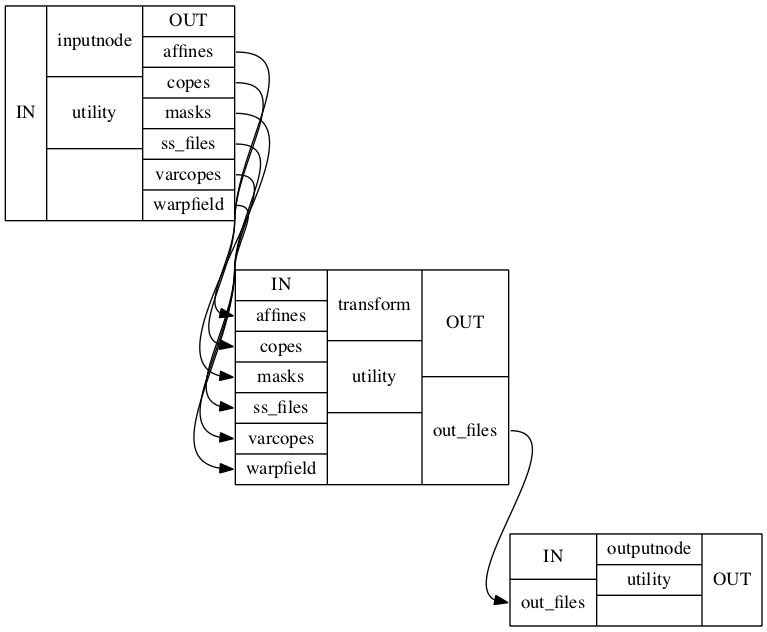 IN
inputnode
utility
OUT
affines
copes
masks
ss_files
varcopes
warpfield
IN
affines
copes
masks
ss_files
varcopes
warpfield
transform
utility
OUT
out_files
IN
out_files
outputnode
utility
OUT